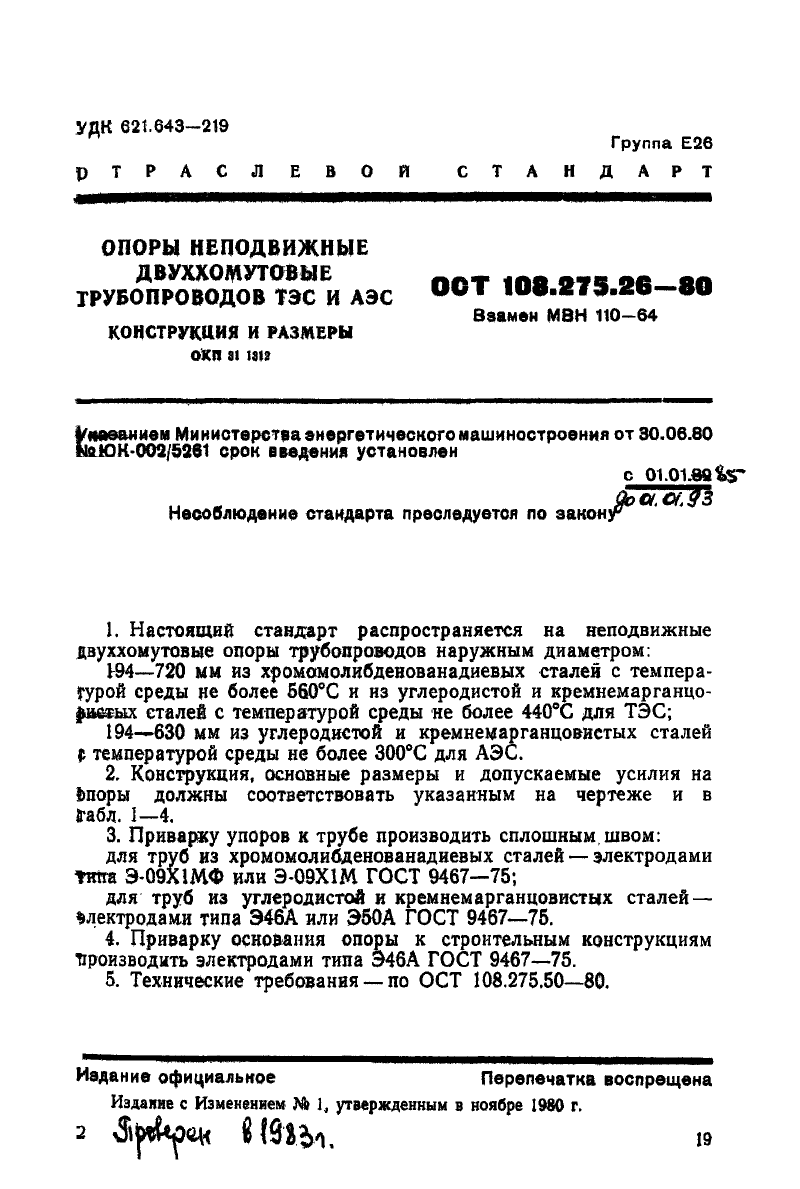 УДК 621.643—219
Группа Е26
ОТРАСЛЕВОЙ СТАНДАРТ
ОПОРЫ НЕПОДВИЖНЫЕ
ДВУХХОМУТОВЫЕ
ТРУБОПРОВОДОВ ТЭС И АЭС
КОНСТРУКЦИЯ И РАЗМЕРЫ
ОКП 31 1312
ОСТ 108.275.26—80
Взамен МВН 110—64
Указанием Министерства энергетического машиностроения от 30.06.80
№ЮК-002/5261 срок введения установлен
с 01.01.82 85
до 01.01.93
Несоблюдение стандарта преследуется по закону
1. Настоящий стандарт распространяется на неподвижные
двуххомутовые опоры трубопроводов наружным диаметром:
194—720 мм из хромомолибденованадиевых сталей с темпера-
турой среды не более 560°С и из углеродистой и кремнемарганцо-
вистых сталей с температурой среды не более 440°С для ТЭС;
194—630 мм из углеродистой и кремнемарганцовистых сталей
с температурой среды не более 300°С для АЭС.
2. Конструкция, основные размеры и допускаемые усилия на
опоры должны соответствовать указанным на чертеже и в
табл. 1—4.
3. Приварку упоров к трубе производить сплошным швом:
для труб из хромомолибденованадиевых сталей — электродами
типа Э-09Х1МФ или Э-09Х1М ГОСТ 9467—75;
для труб из углеродистой и кремнемарганцовистых сталей —
электродами типа Э46А или Э50А ГОСТ 9467—75.
4. Приварку основания опоры к строительным конструкциям
производить электродами типа Э46А ГОСТ 9467—75.
5. Технические требования — по ОСТ 108.275.50—80.
Издание официальное
Перепечатка воспрещена
Издание с Изменением № 1, утвержденным в ноябре 1980 г.
2 Проверен в 1983г.
19